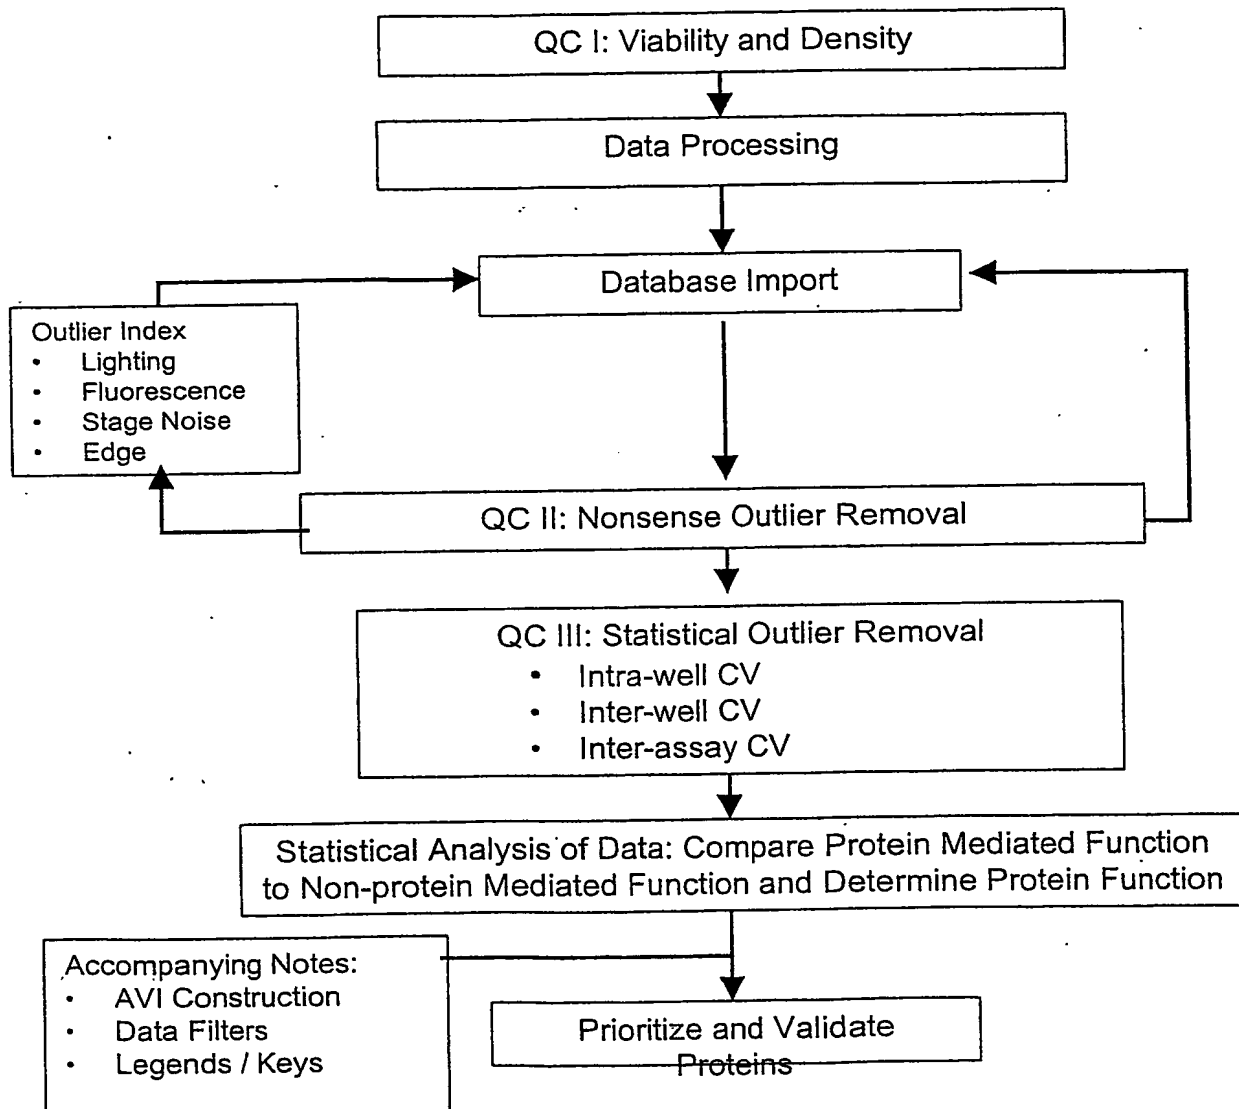 QC I: Viability and Density
Data Processing
Database Import
Outlier Index
• Lighting
• Fluorescence
• Stage Noise
• Edge
QC II: Nonsense Outlier Removal
QC III: Statistical Outlier Removal
• Intra-well CV
• Inter-well CV
• Inter-assay CV
Statistical Analysis of Data: Compare Protein Mediated Function
to Non-protein Mediated Function and Determine Protein Function
Accompanying Notes:
• AVI Construction
• Data Filters
• Legends / Keys
Prioritize and Validate
Proteins